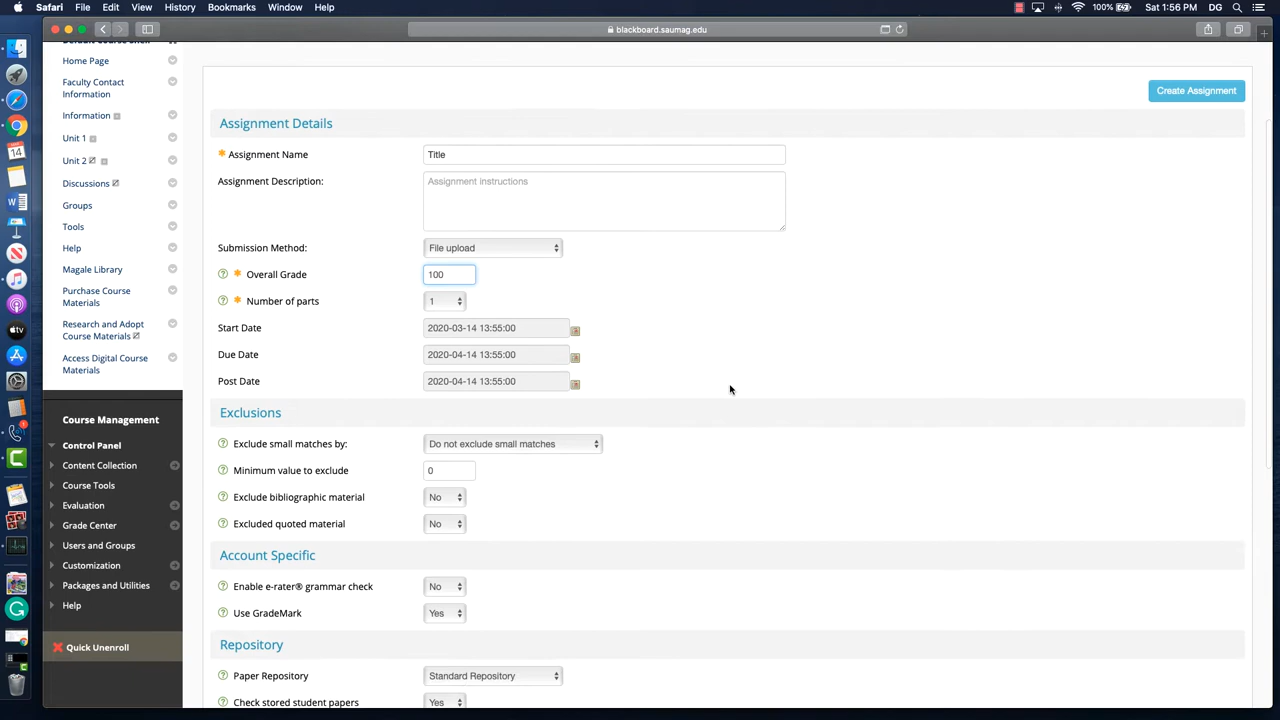 Safari File Edit View History Bookmarks Window Help
100% Sat 1:56 PM DG
blackboard.saumag.edu
Home Page
Faculty Contact
Information
Information
Unit 1
Unit 2
Discussions
Groups
Tools
Help
Magale Library
Purchase Course
Materials
Research and Adopt
Course Materials
Access Digital Course
Materials
Course Management
Control Panel
Content Collection
Course Tools
Evaluation
Grade Center
Users and Groups
Customization
Packages and Utilities
Help
Quick Unenroll
Create Assignment
Assignment Details
Assignment Name Title
Assignment Description: Assignment instructions
Submission Method: File upload
Overall Grade 100
Number of parts 1
Start Date 2020-03-14 13:55:00
Due Date 2020-04-14 13:55:00
Post Date 2020-04-14 13:55:00
Exclusions
Exclude small matches by: Do not exclude small matches
Minimum value to exclude 0
Exclude bibliographic material No
Excluded quoted material No
Account Specific
Enable e-rater® grammar check No
Use GradeMark Yes
Repository
Paper Repository Standard Repository
Check stored student papers Yes